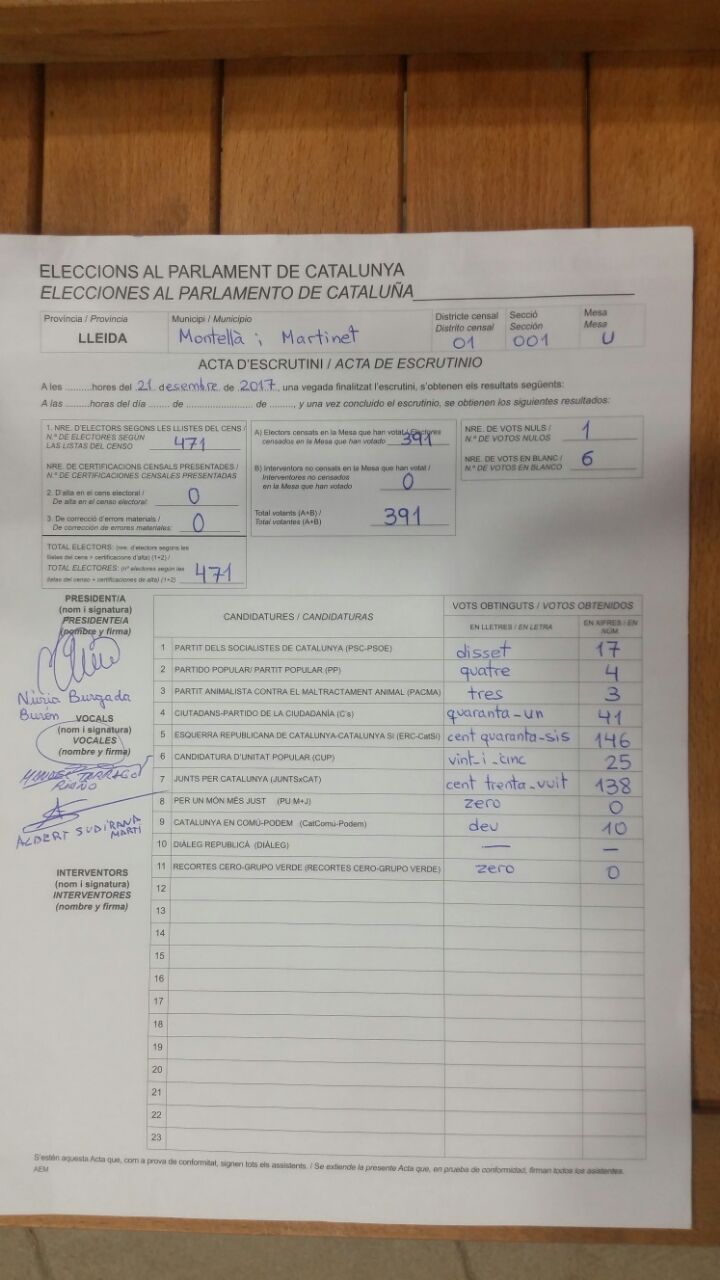 ELECCIONS AL PARLAMENT DE CATALUNYA
ELECCIONES AL PARLAMENTO DE CATALUÑA
Província / Provincia
LLEIDA
Municipi / Municipio
Montellà i Martinet
Districte censal
Distrito censal
01
Secció
Sección
001
Mesa
Mesa
U
ACTA D'ESCRUTINI / ACTA DE ESCRUTINIO
A les .........hores del 21 desembre de 2017, una vegada finalitzat l'escrutini, s'obtenen els resultats següents:
A las .........horas del día ....... de ....................... de ........, y una vez concluido el escrutinio, se obtienen los siguientes resultados:
1. NRE. D'ELECTORS SEGONS LES LLISTES DEL CENS /
N.º DE ELECTORES SEGÚN
LAS LISTAS DEL CENSO 471
NRE. DE CERTIFICACIONS CENSALS PRESENTADES /
N.º DE CERTIFICACIONES CENSALES PRESENTADAS
2. D'alta en el cens electoral /
De alta en el censo electoral: 0
3. De correcció d'errors materials /
De corrección de errores materiales: 0
TOTAL ELECTORS: (nre. d'electors segons les
llistes del cens + certificacions d'alta) (1+2) /
TOTAL ELECTORES: (nº electores según las
listas del censo + certificaciones de alta) (1+2) 471
A) Electors censats en la Mesa que han votat / Electores
censados en la Mesa que han votado 391
B) Interventors no censats en la Mesa que han votat /
Interventores no censados
en la Mesa que han votado 0
Total votants (A+B) /
Total votantes (A+B) 391
NRE. DE VOTS NULS /
N.º DE VOTOS NULOS 1
NRE. DE VOTS EN BLANC /
N.º DE VOTOS EN BLANCO 6
PRESIDENT/A
(nom i signatura)
PRESIDENTE/A
(nombre y firma)
Núria Burgada
Burón
VOCALS
(nom i signatura)
VOCALES
(nombre y firma)
RIAÑO
ALBERT SUDIRANA
MARTÍ
INTERVENTORS
(nom i signatura)
INTERVENTORES
(nombre y firma)
CANDIDATURES / CANDIDATURAS
VOTS OBTINGUTS / VOTOS OBTENIDOS
EN LLETRES / EN LETRA
EN XIFRES / EN
NÚM
1 PARTIT DELS SOCIALISTES DE CATALUNYA (PSC-PSOE) disset 17
2 PARTIDO POPULAR/ PARTIT POPULAR (PP) quatre 4
3 PARTIT ANIMALISTA CONTRA EL MALTRACTAMENT ANIMAL (PACMA) tres 3
4 CIUTADANS-PARTIDO DE LA CIUDADANÍA (C's) quaranta-un 41
5 ESQUERRA REPUBLICANA DE CATALUNYA-CATALUNYA SÍ (ERC-CatSí) cent quaranta-sis 146
6 CANDIDATURA D'UNITAT POPULAR (CUP) vint-i-cinc 25
7 JUNTS PER CATALUNYA (JUNTSxCAT) cent trenta-vuit 138
8 PER UN MÓN MÉS JUST (PUM+J) zero 0
9 CATALUNYA EN COMÚ-PODEM (CatComú-Podem) deu 10
10 DIÀLEG REPUBLICÀ (DIÀLEG) — —
11 RECORTES CERO-GRUPO VERDE (RECORTES CERO-GRUPO VERDE) zero 0
12
13
14
15
16
17
18
19
20
21
22
23
S'estén aquesta Acta que, com a prova de conformitat, signen tots els assistents. / Se extiende la presente Acta que, en prueba de conformidad, firman todos los asistentes.
AEM